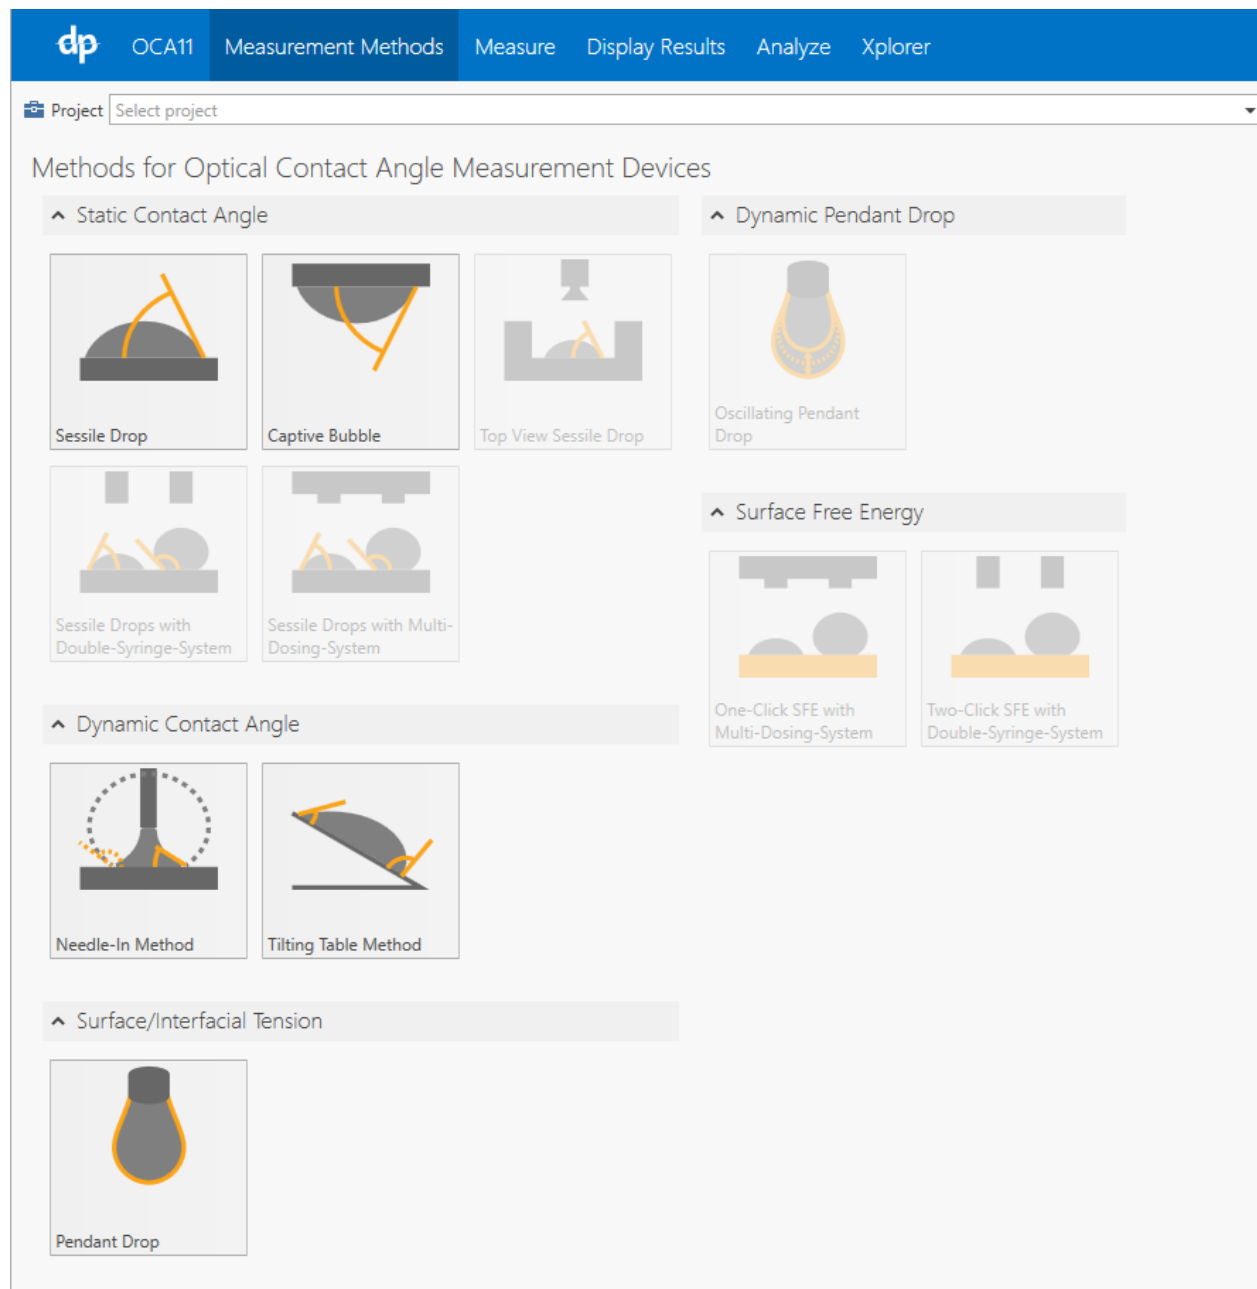 dp OCA11 Measurement Methods Measure Display Results Analyze Xplorer
Project Select project
Methods for Optical Contact Angle Measurement Devices
Static Contact Angle
Sessile Drop
Captive Bubble
Top View Sessile Drop
Sessile Drops with
Double-Syringe-System
Sessile Drops with Multi-
Dosing-System
Dynamic Contact Angle
Needle-In Method
Tilting Table Method
Surface/Interfacial Tension
Pendant Drop
Dynamic Pendant Drop
Oscillating Pendant
Drop
Surface Free Energy
One-Click SFE with
Multi-Dosing-System
Two-Click SFE with
Double-Syringe-System